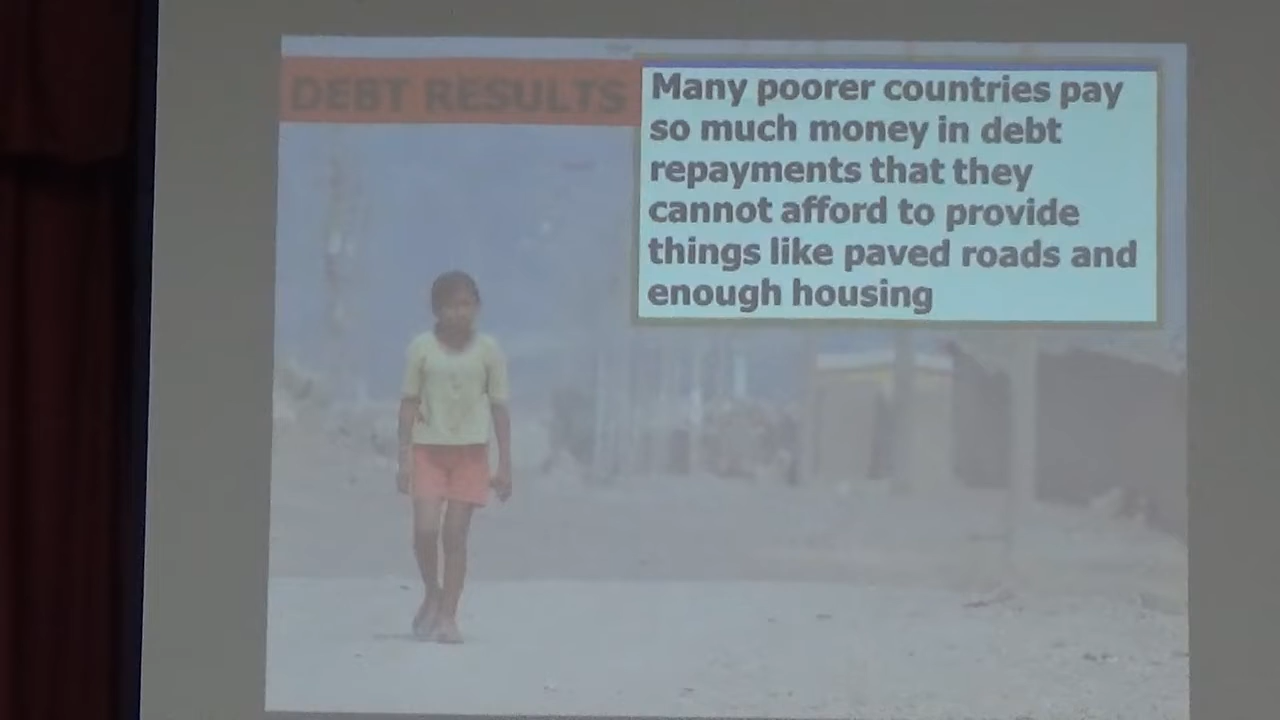 DEBT RESULTS
Many poorer countries pay
so much money in debt
repayments that they
cannot afford to provide
things like paved roads and
enough housing